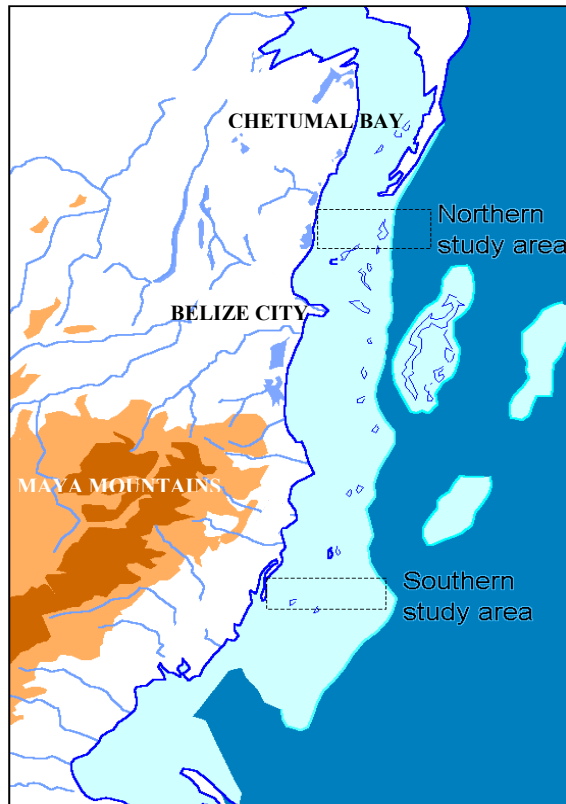 CHETUMAL BAY
Northern
study area
BELIZE CITY
MAYA MOUNTAINS
Southern
study area